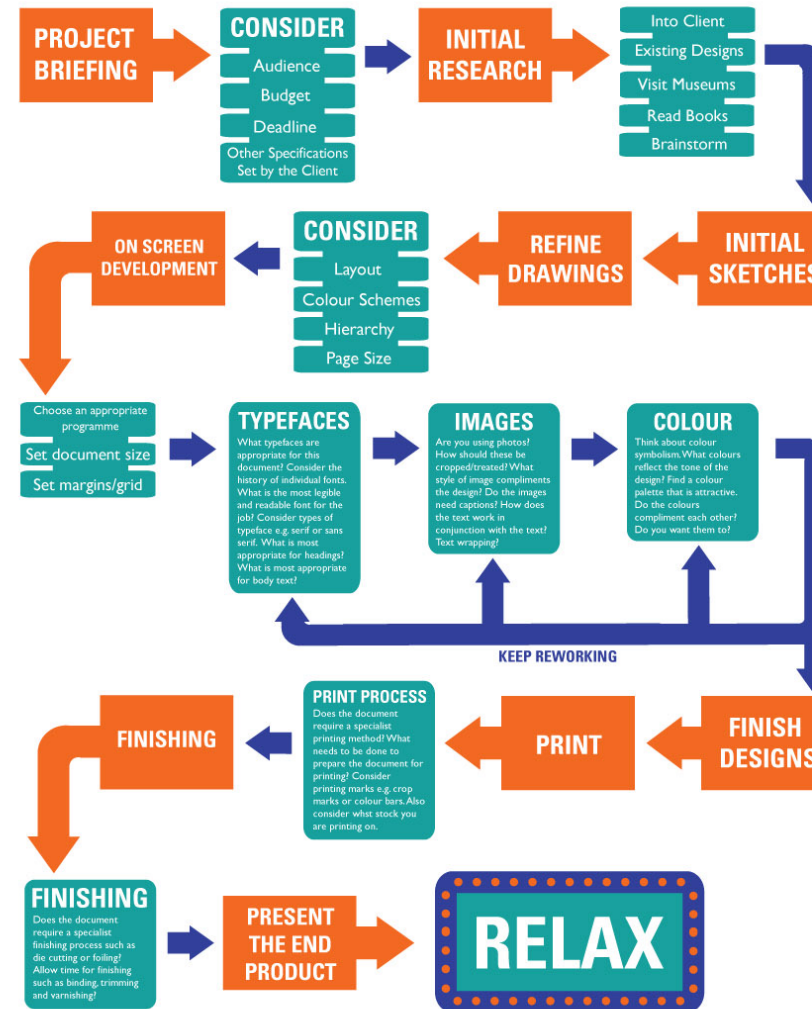 PROJECT
BRIEFING
CONSIDER
Audience
Budget
Deadline
Other Specifications
Set by the Client
INITIAL
RESEARCH
Into Client
Existing Designs
Visit Museums
Read Books
Brainstorm
INITIAL
SKETCHES
REFINE
DRAWINGS
CONSIDER
Layout
Colour Schemes
Hierarchy
Page Size
ON SCREEN
DEVELOPMENT
Choose an appropriate
programme
Set document size
Set margins/grid
TYPEFACES
What typefaces are
appropriate for this
document? Consider the
history of individual fonts.
What is the most legible
and readable font for the
job? Consider types of
typeface e.g. serif or sans
serif. What is most
appropriate for headings?
What is most appropriate
for body text?
IMAGES
Are you using photos?
How should these be
cropped/treated? What
style of image compliments
the design? Do the images
need captions? How does
the text work in
conjunction with the text?
Text wrapping?
COLOUR
Think about colour
symbolism. What colours
reflect the tone of the
design? Find a colour
palette that is attractive.
Do the colours
compliment each other?
Do you want them to?
KEEP REWORKING
FINISH
DESIGNS
PRINT
PRINT PROCESS
Does the document
require a specialist
printing method? What
needs to be done to
prepare the document for
printing? Consider
printing marks e.g. crop
marks or colour bars. Also
consider whst stock you
are printing on.
FINISHING
FINISHING
Does the document
require a specialist
finishing process such as
die cutting or foiling?
Allow time for finishing
such as binding, trimming
and varnishing?
PRESENT
THE END
PRODUCT
RELAX